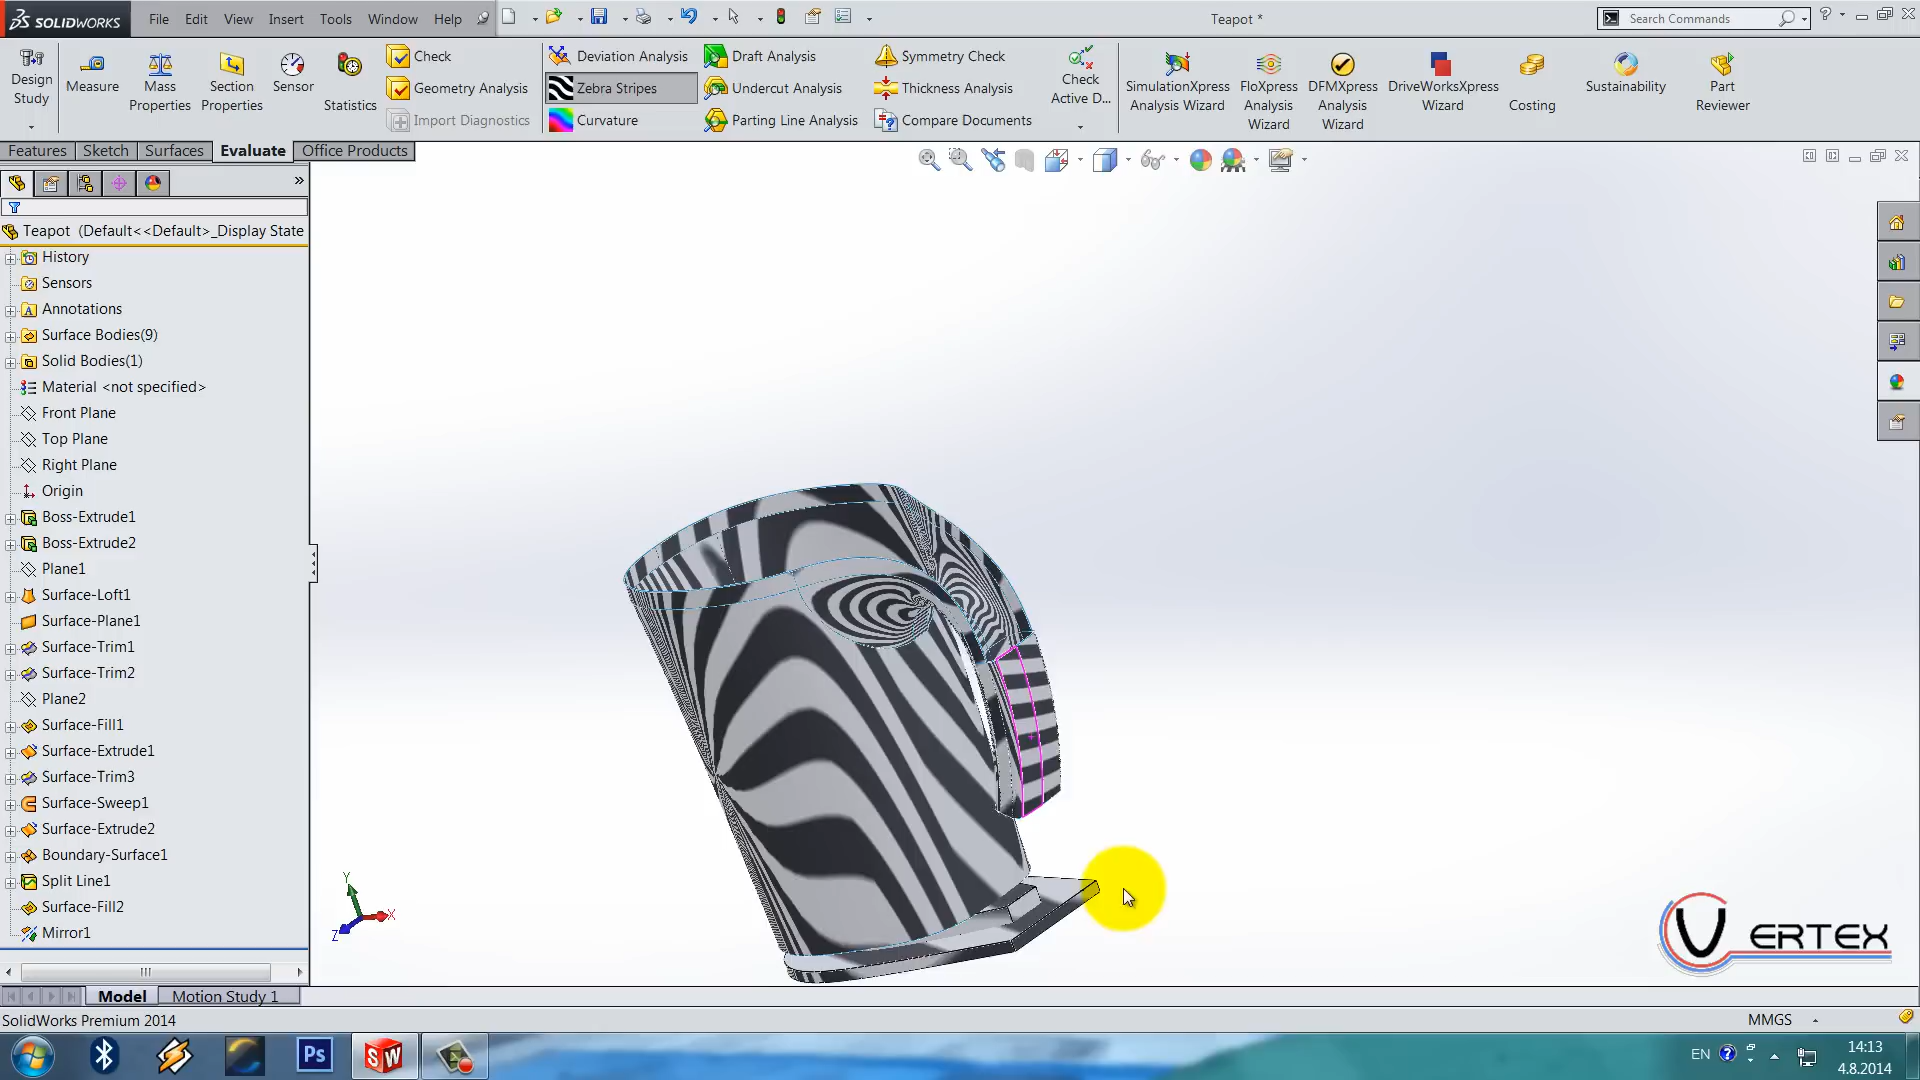 SOLIDWORKS
File Edit View Insert Tools Window Help
Teapot *
Search Commands
Design Study
Measure
Mass Properties
Section Properties
Sensor
Statistics
Check
Geometry Analysis
Import Diagnostics
Deviation Analysis
Zebra Stripes
Curvature
Draft Analysis
Undercut Analysis
Parting Line Analysis
Symmetry Check
Thickness Analysis
Compare Documents
Check Active D...
SimulationXpress Analysis Wizard
FloXpress Analysis Wizard
DFMXpress Analysis Wizard
DriveWorksXpress Wizard
Costing
Sustainability
Part Reviewer
Features Sketch Surfaces Evaluate Office Products
Teapot (Default<<Default>_Display State
History
Sensors
Annotations
Surface Bodies(9)
Solid Bodies(1)
Material <not specified>
Front Plane
Top Plane
Right Plane
Origin
Boss-Extrude1
Boss-Extrude2
Plane1
Surface-Loft1
Surface-Plane1
Surface-Trim1
Surface-Trim2
Plane2
Surface-Fill1
Surface-Extrude1
Surface-Trim3
Surface-Sweep1
Surface-Extrude2
Boundary-Surface1
Split Line1
Surface-Fill2
Mirror1
Y
X
Z
VERTEX
Model Motion Study 1
SolidWorks Premium 2014
MMGS
Ps
SW
EN
14:13
4.8.2014